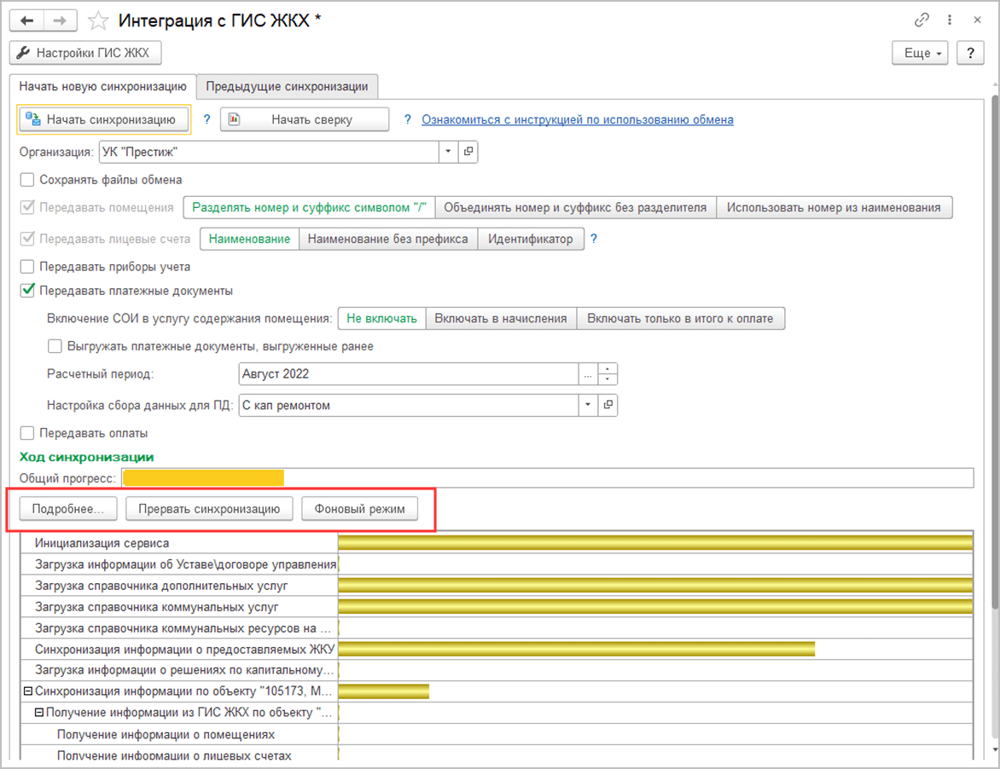 Интеграция с ГИС ЖКХ *
Настройки ГИС ЖКХ
Еще
?
Начать новую синхронизацию Предыдущие синхронизации
Начать синхронизацию ? Начать сверку ? Ознакомиться с инструкцией по использованию обмена
Организация: УК "Престиж"
Сохранять файлы обмена
Передавать помещения Разделять номер и суффикс символом "/" Объединять номер и суффикс без разделителя Использовать номер из наименования
Передавать лицевые счета Наименование Наименование без префикса Идентификатор ?
Передавать приборы учета
Передавать платежные документы
Включение СОИ в услугу содержания помещения: Не включать Включать в начисления Включать только в итого к оплате
Выгружать платежные документы, выгруженные ранее
Расчетный период: Август 2022 ...
Настройка сбора данных для ПД: С кап ремонтом
Передавать оплаты
Ход синхронизации
Общий прогресс:
Подробнее... Прервать синхронизацию Фоновый режим
Инициализация сервиса
Загрузка информации об Уставе\договоре управления
Загрузка справочника дополнительных услуг
Загрузка справочника коммунальных услуг
Загрузка справочника коммунальных ресурсов на ...
Синхронизация информации о предоставляемых ЖКУ
Загрузка информации о решениях по капитальному...
Синхронизация информации по объекту "105173, М...
Получение информации из ГИС ЖКХ по объекту "...
Получение информации о помещениях
Получение информации о лицевых счетах